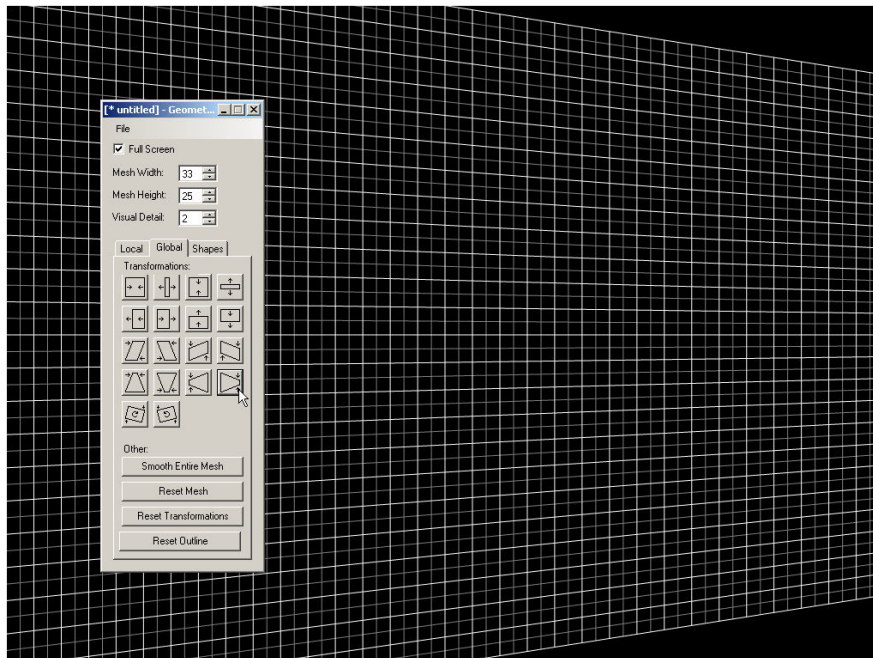 [* untitled] - Geomet...
File
Full Screen
Mesh Width: 33
Mesh Height: 25
Visual Detail: 2
Local Global Shapes
Transformations:
Other:
Smooth Entire Mesh
Reset Mesh
Reset Transformations
Reset Outline